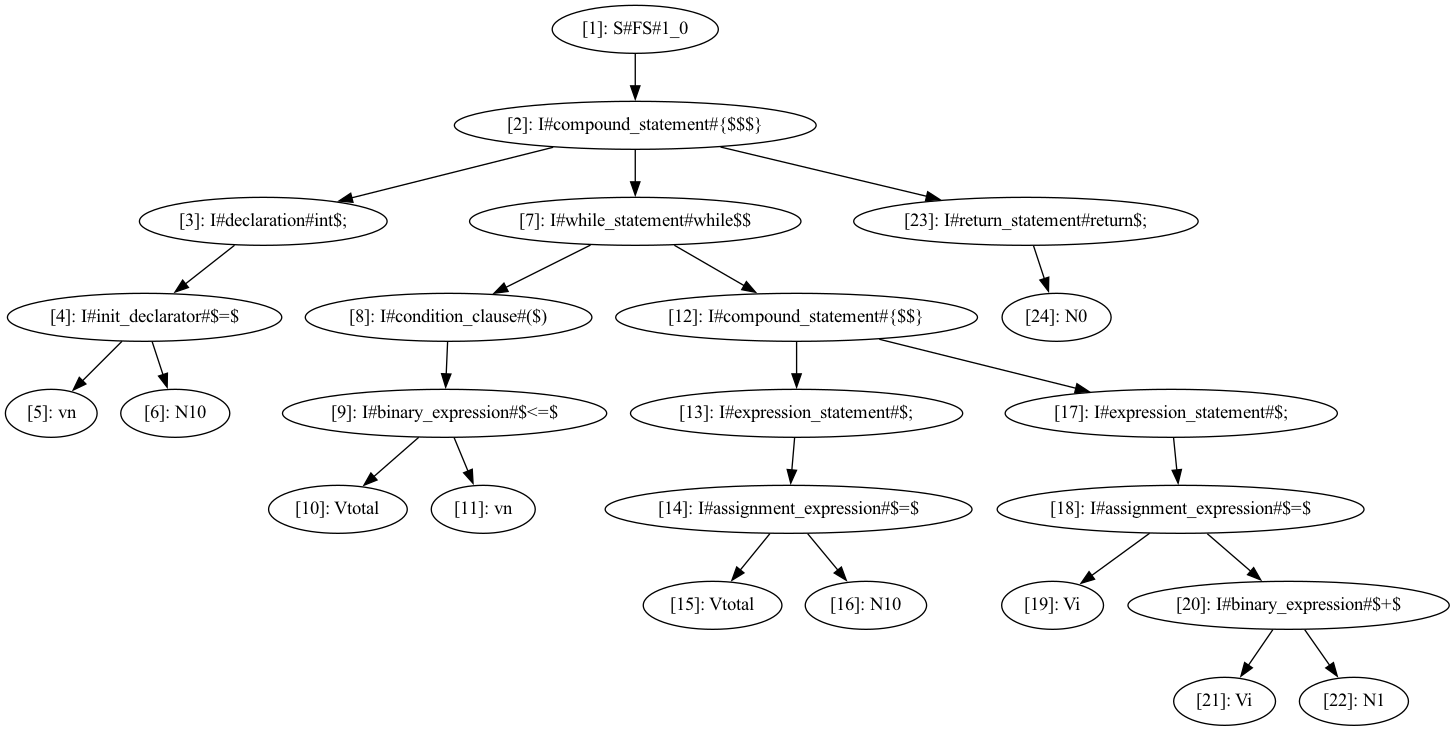 [1]: S#FS#1_0
[2]: I#compound_statement#{$$$}
[3]: I#declaration#int$;
[7]: I#while_statement#while$$
[23]: I#return_statement#return$;
[4]: I#init_declarator#$=$
[8]: I#condition_clause#($)
[12]: I#compound_statement#{$$}
[24]: N0
[5]: vn
[6]: N10
[9]: I#binary_expression#$<=$
[13]: I#expression_statement#$;
[17]: I#expression_statement#$;
[10]: Vtotal
[11]: vn
[14]: I#assignment_expression#$=$
[18]: I#assignment_expression#$=$
[15]: Vtotal
[16]: N10
[19]: Vi
[20]: I#binary_expression#$+$
[21]: Vi
[22]: N1